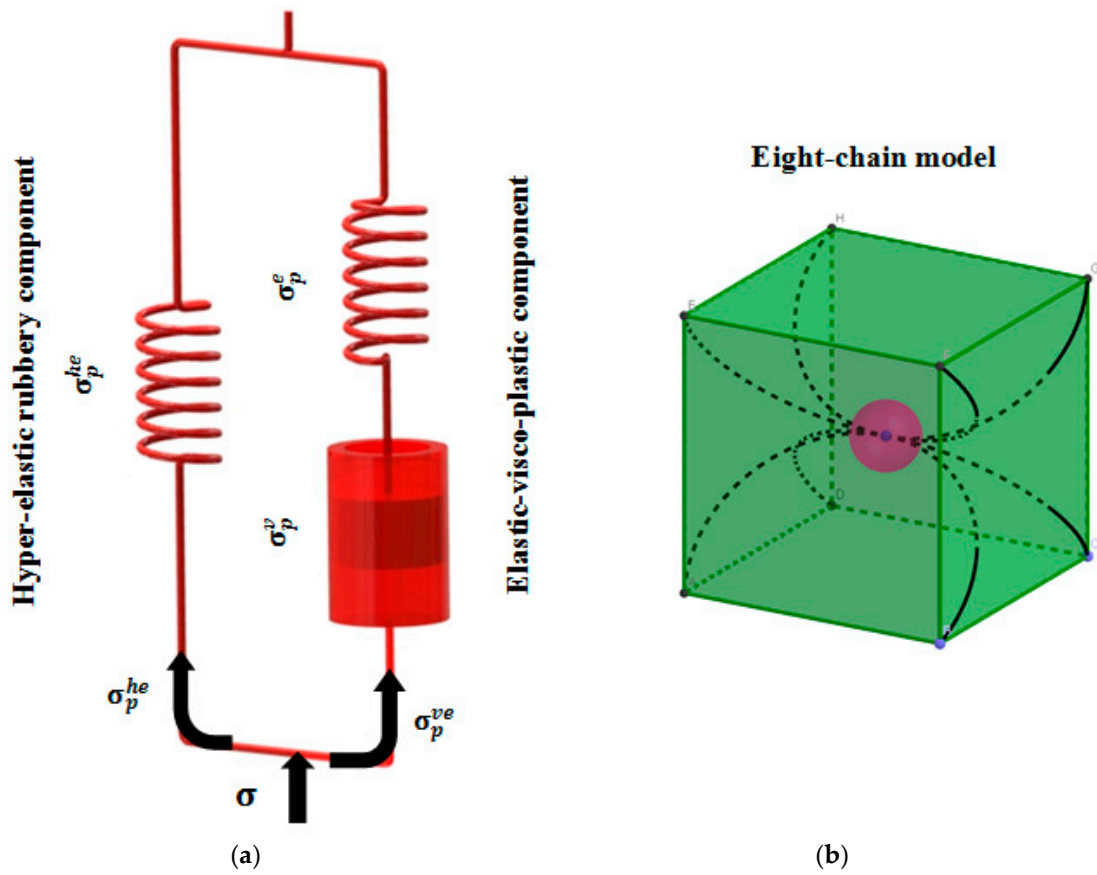 Hyper-elastic rubbery component
σ_p^{he}
σ_p^{e}
σ_p^{v}
Elastic-visco-plastic component
σ_p^{he}
σ_p^{ve}
σ
(a)
Eight-chain model
H
E
F
D
(b)